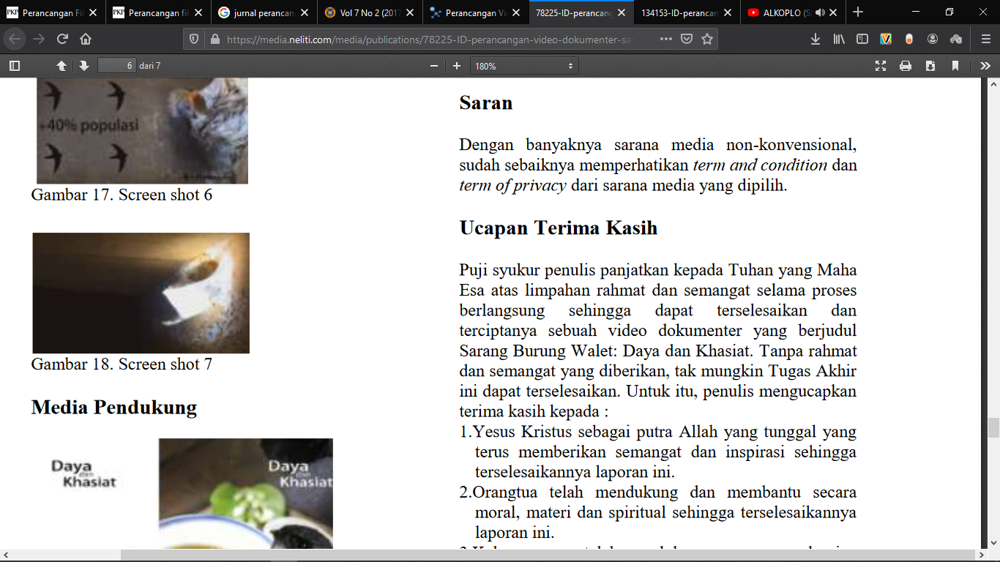 Perancangan Fil
Perancangan fil
jurnal perancan
Vol 7 No 2 (2017
Perancangan Vi
78225-ID-perancang
134153-ID-perancan
ALKOPLO (S
https://media.neliti.com/media/publications/78225-ID-perancangan-video-dokumenter-sa
6 dari 7
180%
+40% populasi
Gambar 17. Screen shot 6
Gambar 18. Screen shot 7
Media Pendukung
Daya
dan
Khasiat
Daya
dan
Khasiat
Saran
Dengan banyaknya sarana media non-konvensional,
sudah sebaiknya memperhatikan term and condition dan
term of privacy dari sarana media yang dipilih.
Ucapan Terima Kasih
Puji syukur penulis panjatkan kepada Tuhan yang Maha
Esa atas limpahan rahmat dan semangat selama proses
berlangsung sehingga dapat terselesaikan dan
terciptanya sebuah video dokumenter yang berjudul
Sarang Burung Walet: Daya dan Khasiat. Tanpa rahmat
dan semangat yang diberikan, tak mungkin Tugas Akhir
ini dapat terselesaikan. Untuk itu, penulis mengucapkan
terima kasih kepada :
1.Yesus Kristus sebagai putra Allah yang tunggal yang
terus memberikan semangat dan inspirasi sehingga
terselesaikannya laporan ini.
2.Orangtua telah mendukung dan membantu secara
moral, materi dan spiritual sehingga terselesaikannya
laporan ini.